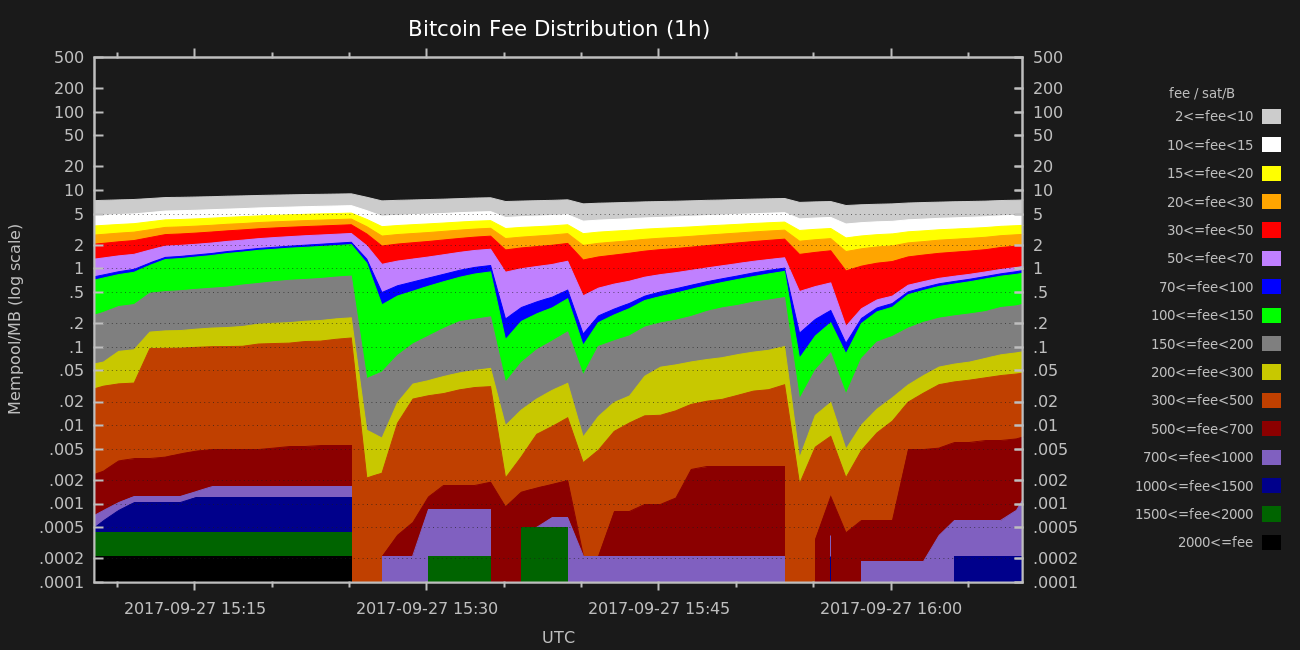 Bitcoin Fee Distribution (1h)
Mempool/MB (log scale)
500
200
100
50
20
10
5
2
1
.5
.2
.1
.05
.02
.01
.005
.002
.001
.0005
.0002
.0001
500
200
100
50
20
10
5
2
1
.5
.2
.1
.05
.02
.01
.005
.002
.001
.0005
.0002
.0001
2017-09-27 15:15
2017-09-27 15:30
2017-09-27 15:45
2017-09-27 16:00
UTC
fee / sat/B
2<=fee<10
10<=fee<15
15<=fee<20
20<=fee<30
30<=fee<50
50<=fee<70
70<=fee<100
100<=fee<150
150<=fee<200
200<=fee<300
300<=fee<500
500<=fee<700
700<=fee<1000
1000<=fee<1500
1500<=fee<2000
2000<=fee